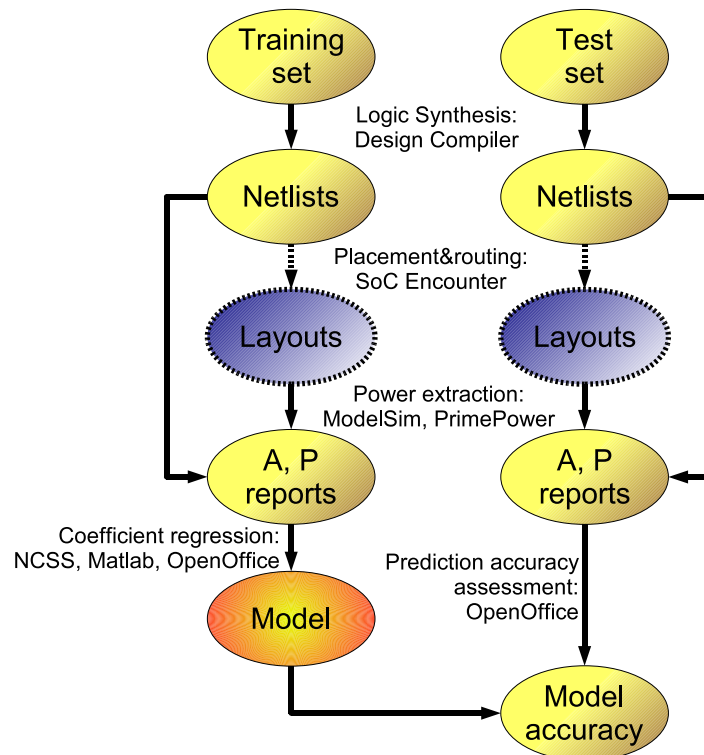 Training
set
Test
set
Logic Synthesis:
Design Compiler
Netlists
Netlists
Placement&routing:
SoC Encounter
Layouts
Layouts
Power extraction:
ModelSim, PrimePower
A, P
reports
A, P
reports
Coefficient regression:
NCSS, Matlab, OpenOffice
Prediction accuracy
assessment:
OpenOffice
Model
Model
accuracy